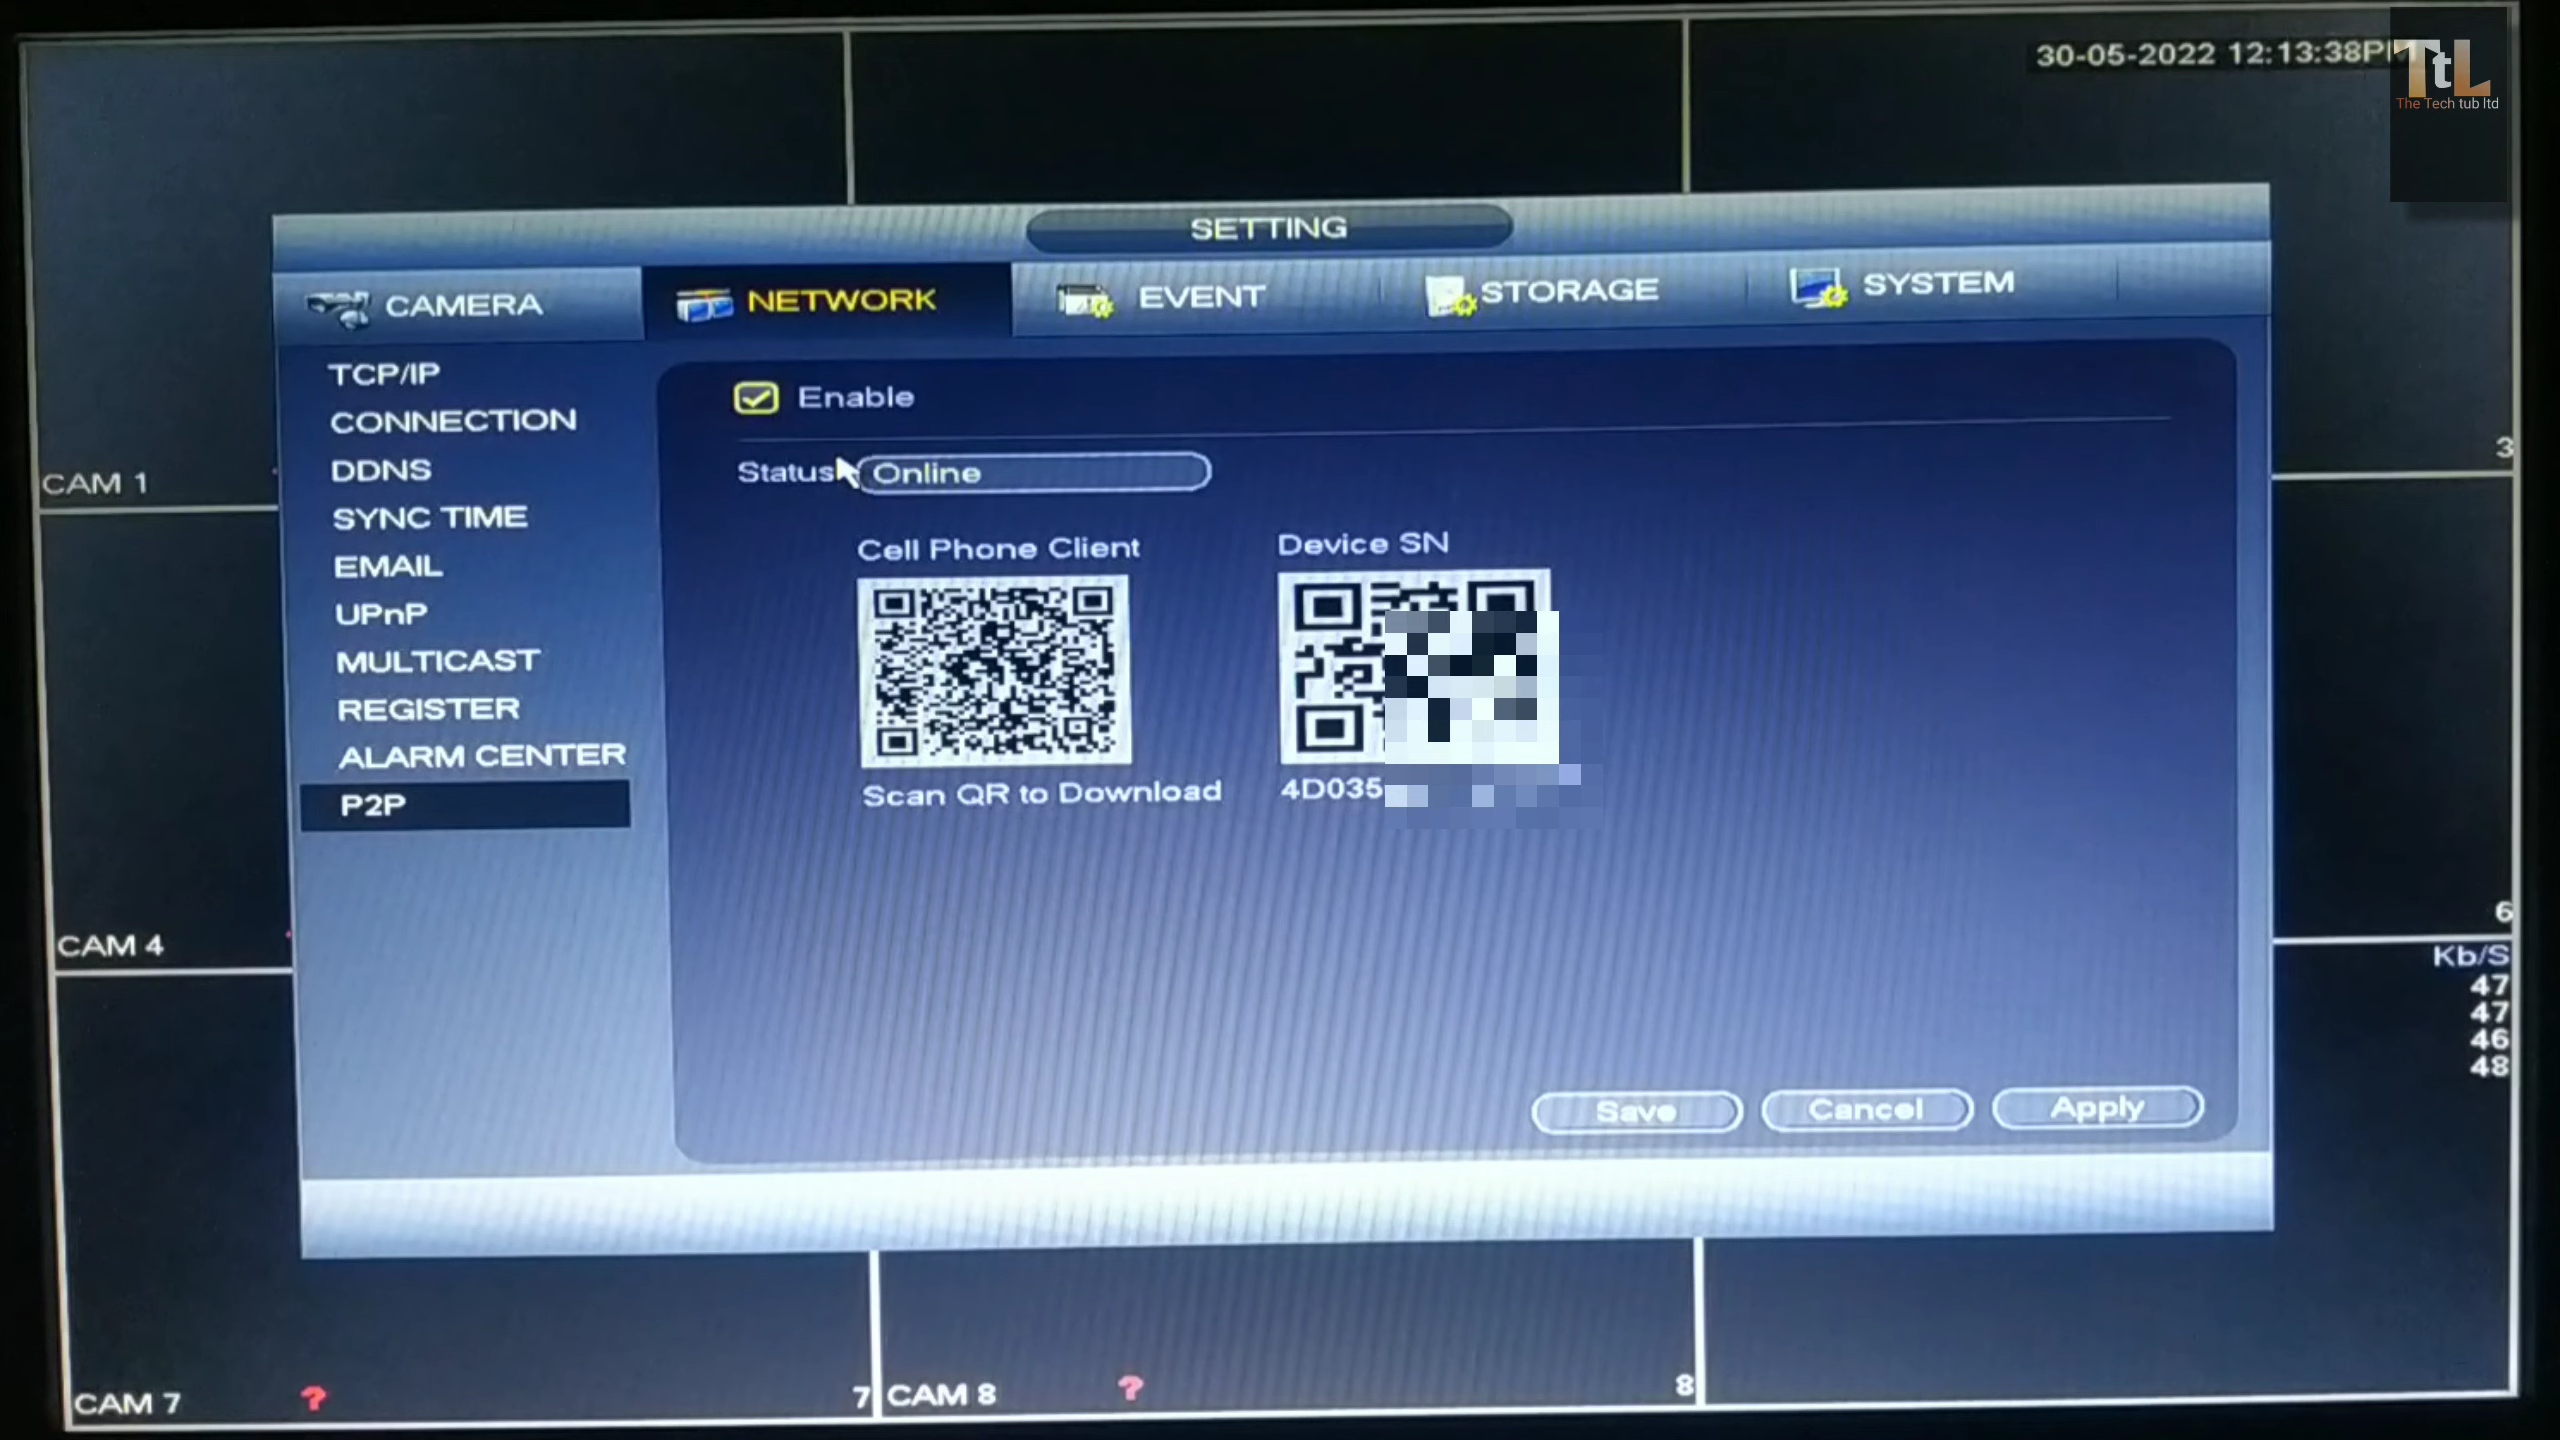 30-05-2022 12:13:38PM
TtL
The Tech tub ltd
SETTING
CAMERA
NETWORK
EVENT
STORAGE
SYSTEM
TCP/IP
CONNECTION
DDNS
SYNC TIME
EMAIL
UPnP
MULTICAST
REGISTER
ALARM CENTER
P2P
Enable
Status
Online
Cell Phone Client
Device SN
Scan QR to Download
4D035
Save
Cancel
Apply
CAM 1
3
CAM 4
6
Kb/S
47
47
46
48
CAM 7
?
7
CAM 8
?
8